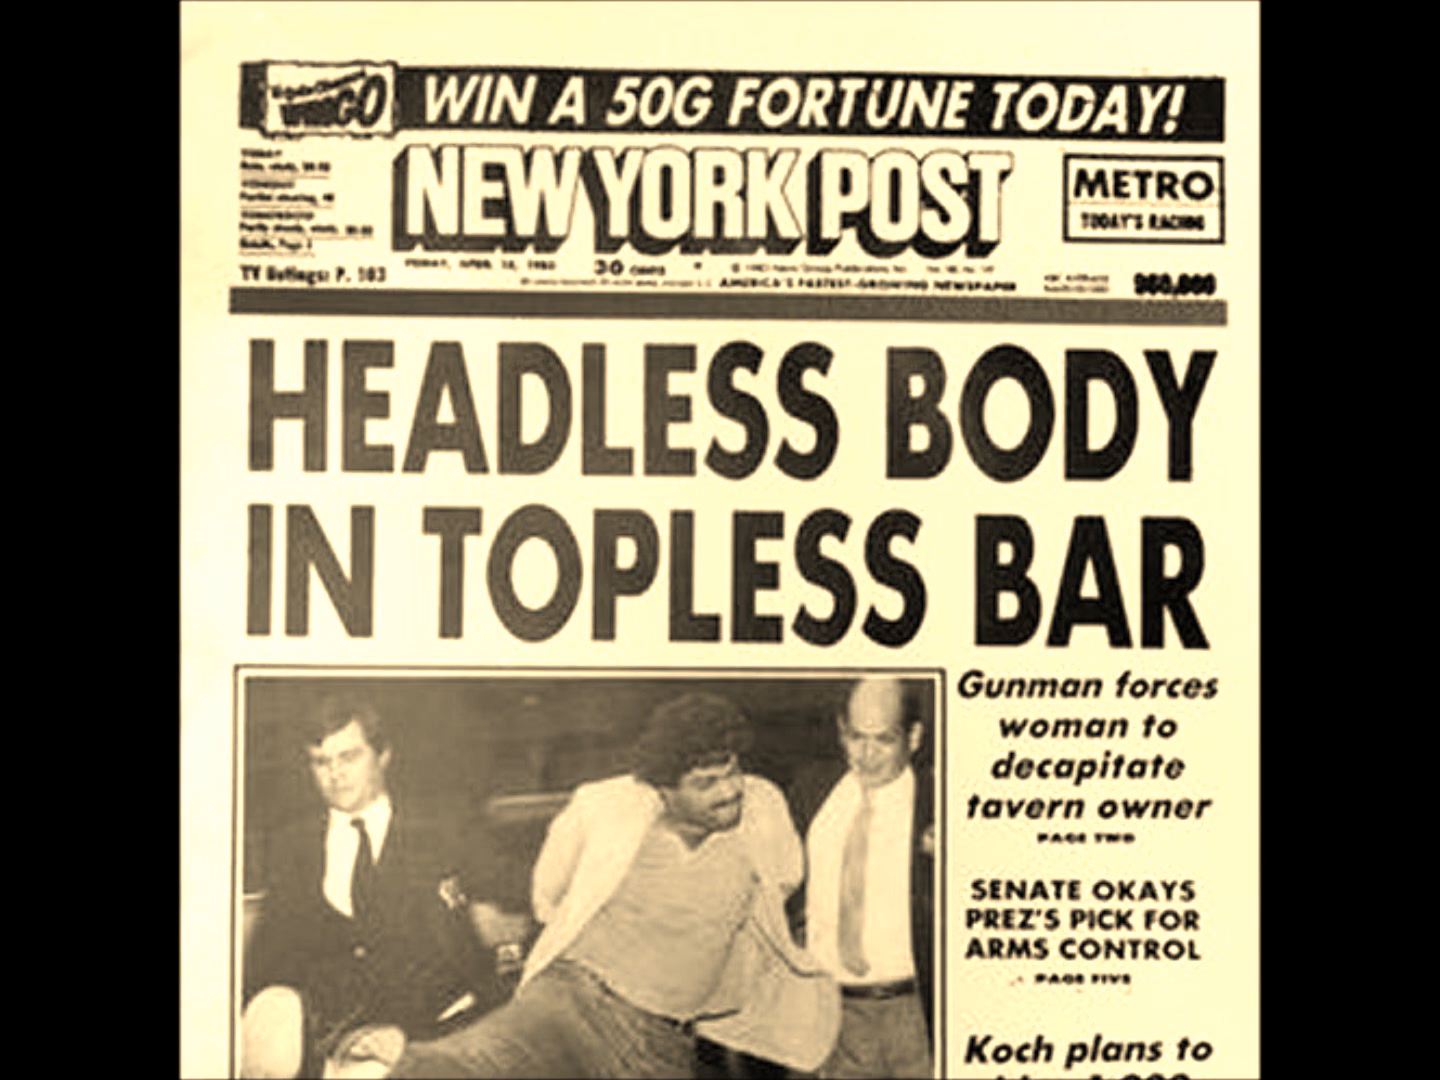 WINGO
WIN A 50G FORTUNE TODAY!
NEW YORK POST
METRO
TODAY'S RACING
TV listings: P. 103
30 CENTS
AMERICA'S FASTEST-GROWING NEWSPAPER
HEADLESS BODY
IN TOPLESS BAR
Gunman forces
woman to
decapitate
tavern owner
PAGE TWO
SENATE OKAYS
PREZ'S PICK FOR
ARMS CONTROL
PAGE FIVE
Koch plans to